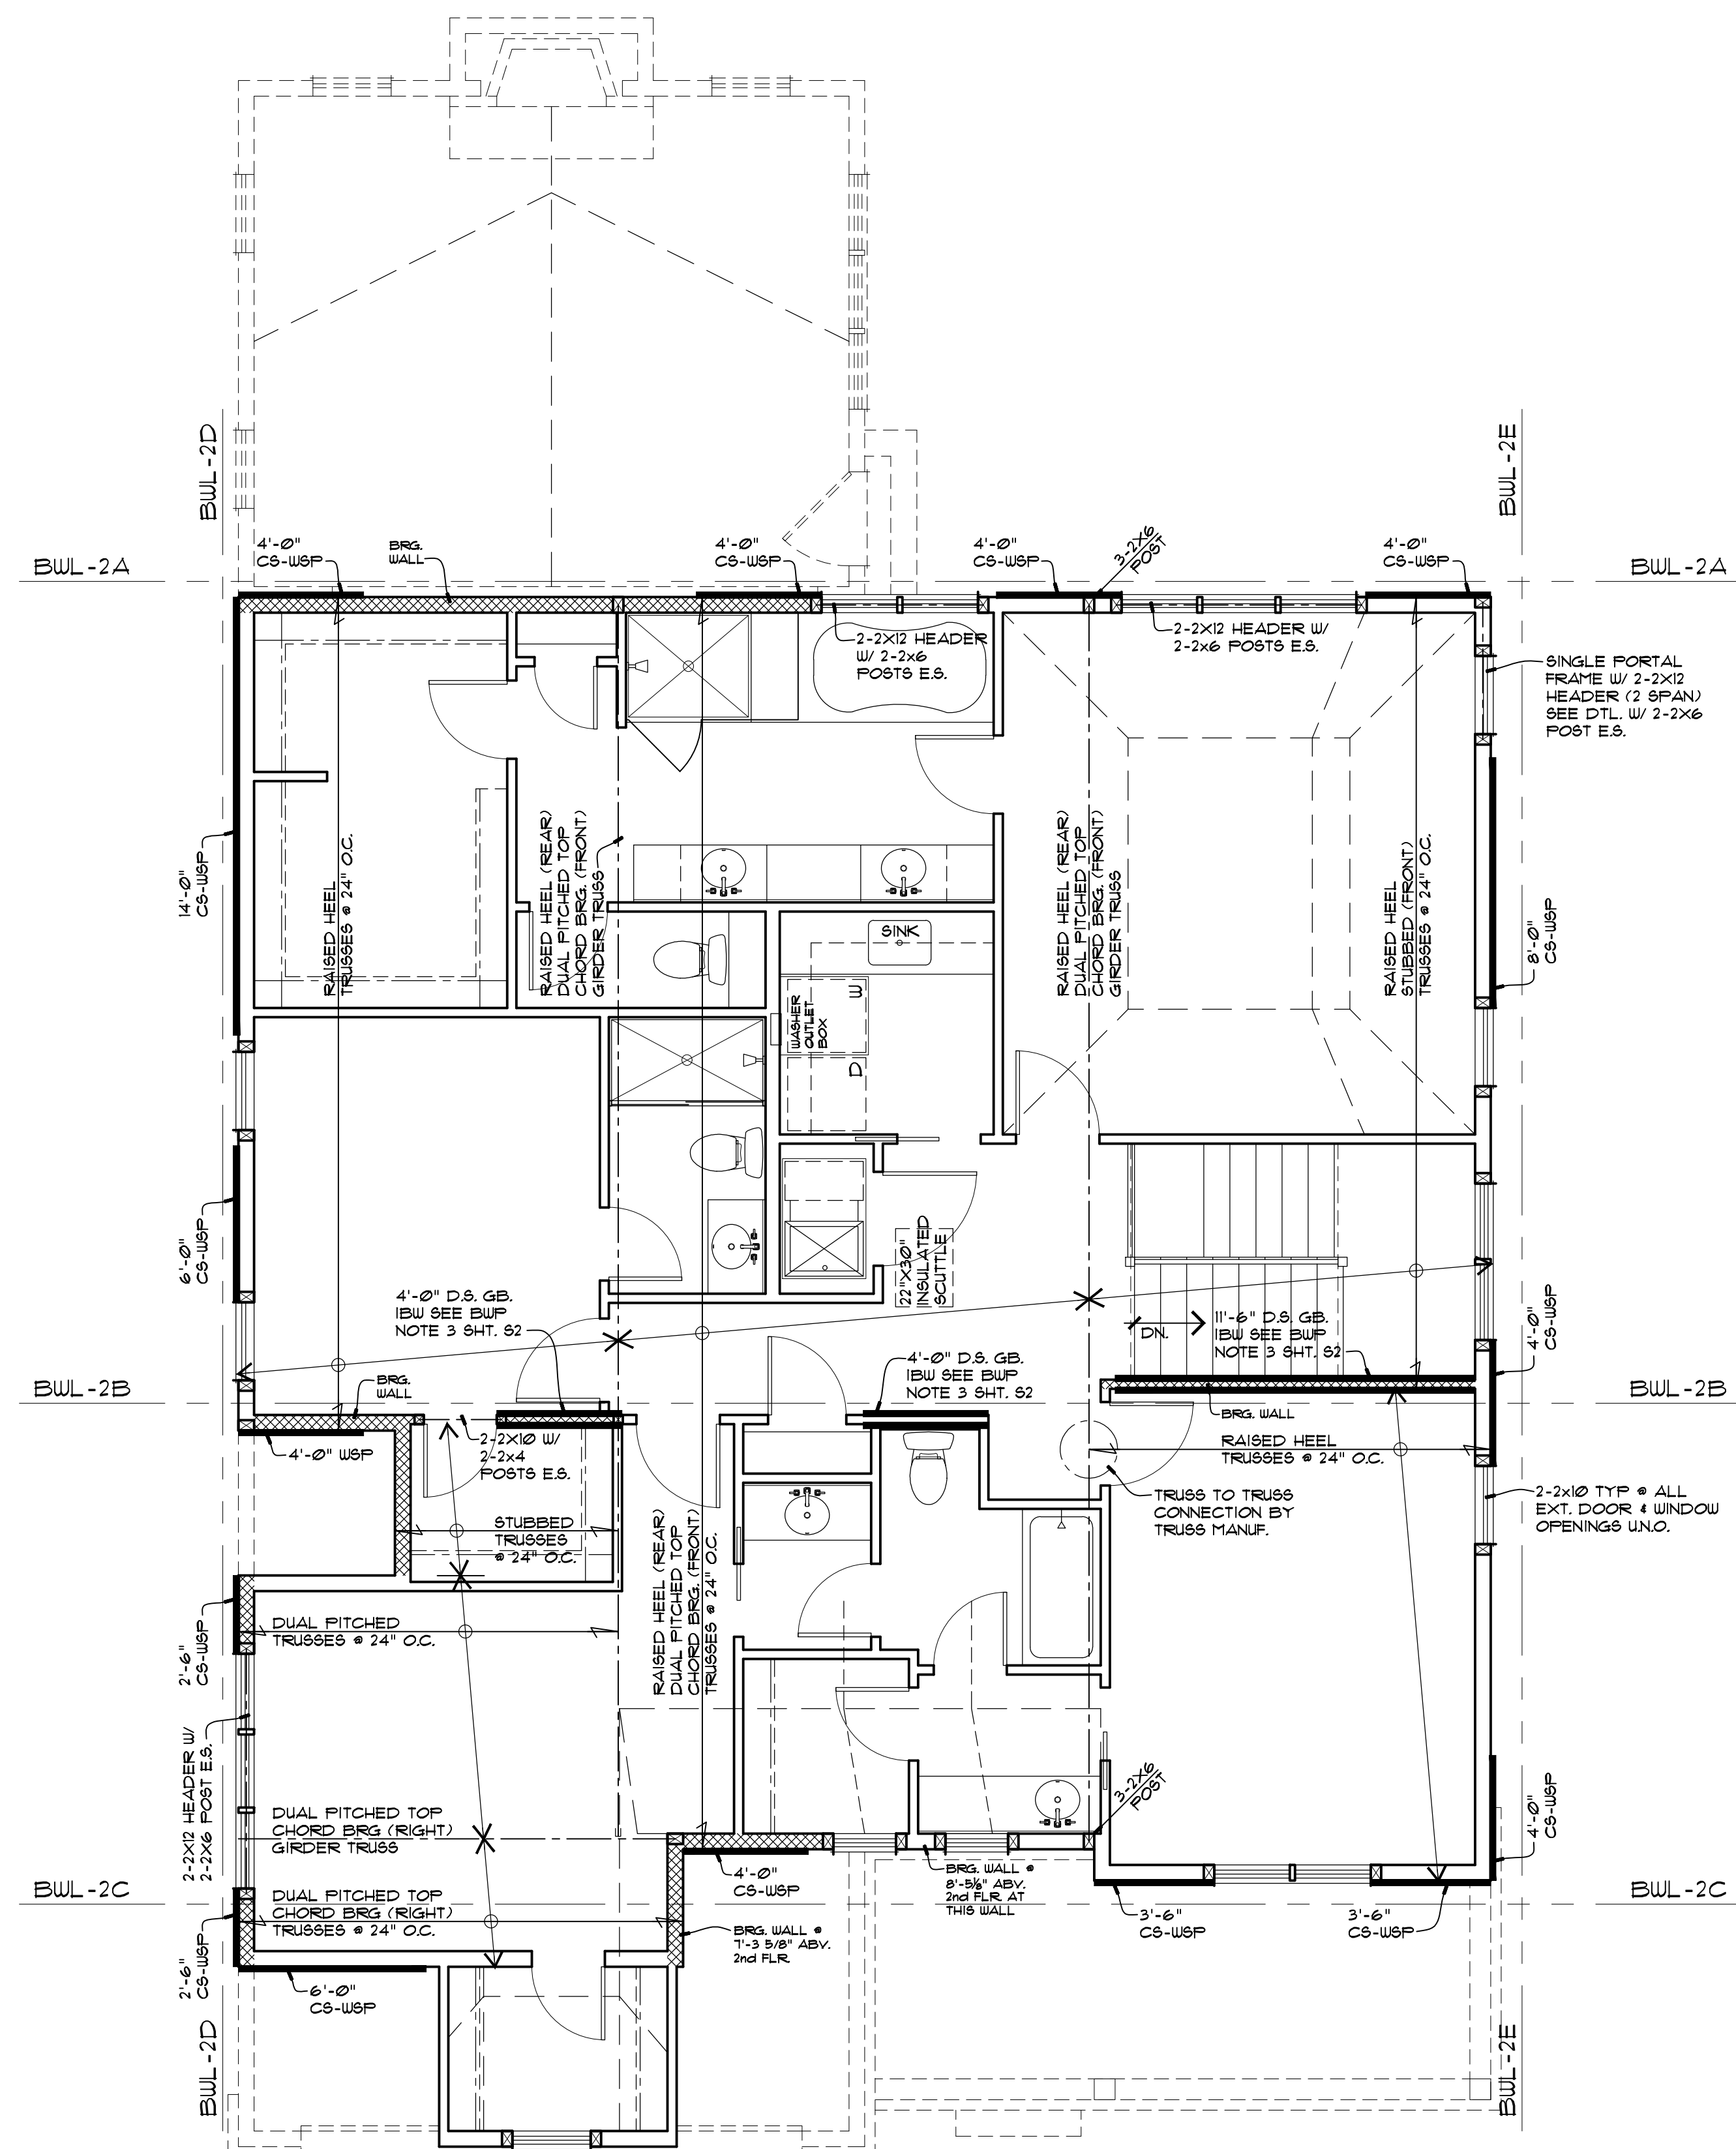 BWL-2D
BWL-2E
BWL-2A
4'-0"
CS-WSP
BRG.
WALL
4'-0"
CS-WSP
4'-0"
CS-WSP
3-2X6
POST
4'-0"
CS-WSP
BWL-2A
2-2X12 HEADER
W/ 2-2x6
POSTS E.S.
2-2X12 HEADER W/
2-2x6 POSTS E.S.
SINGLE PORTAL
FRAME W/ 2-2X12
HEADER (2 SPAN)
SEE DTL. W/ 2-2X6
POST E.S.
14'-0"
CS-WSP
RAISED HEEL
TRUSSES @ 24" O.C.
RAISED HEEL (REAR)
DUAL PITCHED TOP
CHORD BRG. (FRONT)
GIRDER TRUSS
RAISED HEEL (REAR)
DUAL PITCHED TOP
CHORD BRG. (FRONT)
GIRDER TRUSS
RAISED HEEL
STUBBED (FRONT)
TRUSSES @ 24" O.C.
8'-0"
CS-WSP
SINK
WASHER
OUTLET
BOX
W
D
6'-0"
CS-WSP
22"X30"
INSULATED
SCUTTLE
4'-0" D.S. GB.
IBW SEE BWP
NOTE 3 SHT. S2
DN.
11'-6" D.S. GB.
IBW SEE BWP
NOTE 3 SHT. S2
4'-0"
CS-WSP
4'-0" D.S. GB.
IBW SEE BWP
NOTE 3 SHT. S2
BWL-2B
BRG.
WALL
BRG. WALL
BWL-2B
4'-0" WSP
2-2X10 W/
2-2x4
POSTS E.S.
RAISED HEEL
TRUSSES @ 24" O.C.
TRUSS TO TRUSS
CONNECTION BY
TRUSS MANUF.
2-2x10 TYP @ ALL
EXT. DOOR & WINDOW
OPENINGS U.N.O.
STUBBED
TRUSSES
@ 24" O.C.
RAISED HEEL (REAR)
DUAL PITCHED TOP
CHORD BRG. (FRONT)
TRUSSES @ 24" O.C.
2'-6"
CS-WSP
DUAL PITCHED
TRUSSES @ 24" O.C.
2-2X12 HEADER W/
2-2X6 POST E.S.
DUAL PITCHED TOP
CHORD BRG (RIGHT)
GIRDER TRUSS
3-2X6
POST
4'-0"
CS-WSP
4'-0"
CS-WSP
BRG. WALL @
8'-5⅛" ABV.
2nd FLR AT
THIS WALL
BWL-2C
DUAL PITCHED TOP
CHORD BRG (RIGHT)
TRUSSES @ 24" O.C.
BWL-2C
3'-6"
CS-WSP
3'-6"
CS-WSP
BRG. WALL @
7'-3 5/8" ABV.
2nd FLR
2'-6"
CS-WSP
6'-0"
CS-WSP
BWL-2D
BWL-2E